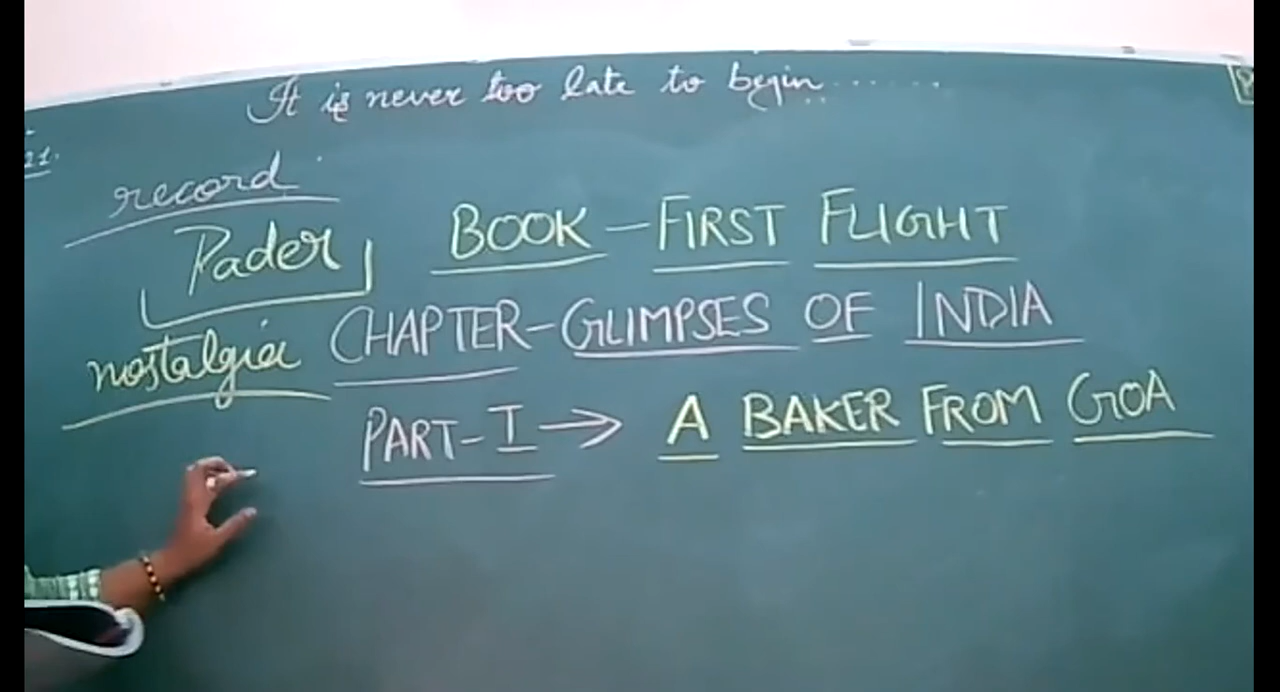 It is never too late to begin........
21.
record
Pader
BOOK - FIRST FLIGHT
nostalgia
CHAPTER - GLIMPSES OF INDIA
PART - I → A BAKER FROM GOA